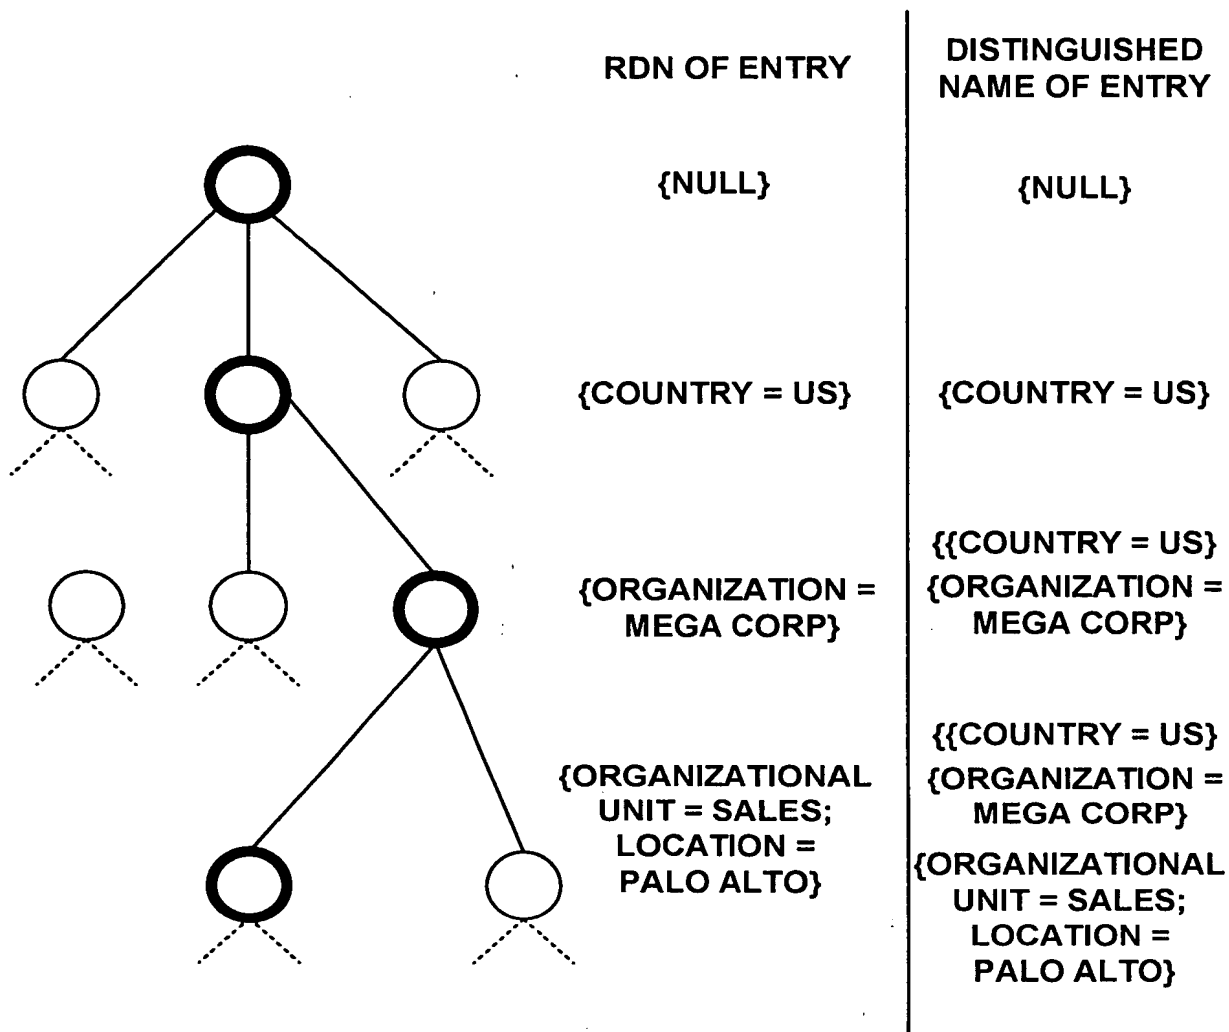 RDN OF ENTRY
DISTINGUISHED
NAME OF ENTRY
{NULL}
{NULL}
{COUNTRY = US}
{COUNTRY = US}
{ORGANIZATION =
MEGA CORP}
{{COUNTRY = US}
{ORGANIZATION =
MEGA CORP}
{ORGANIZATIONAL
UNIT = SALES;
LOCATION =
PALO ALTO}
{{COUNTRY = US}
{ORGANIZATION =
MEGA CORP}
{ORGANIZATIONAL
UNIT = SALES;
LOCATION =
PALO ALTO}